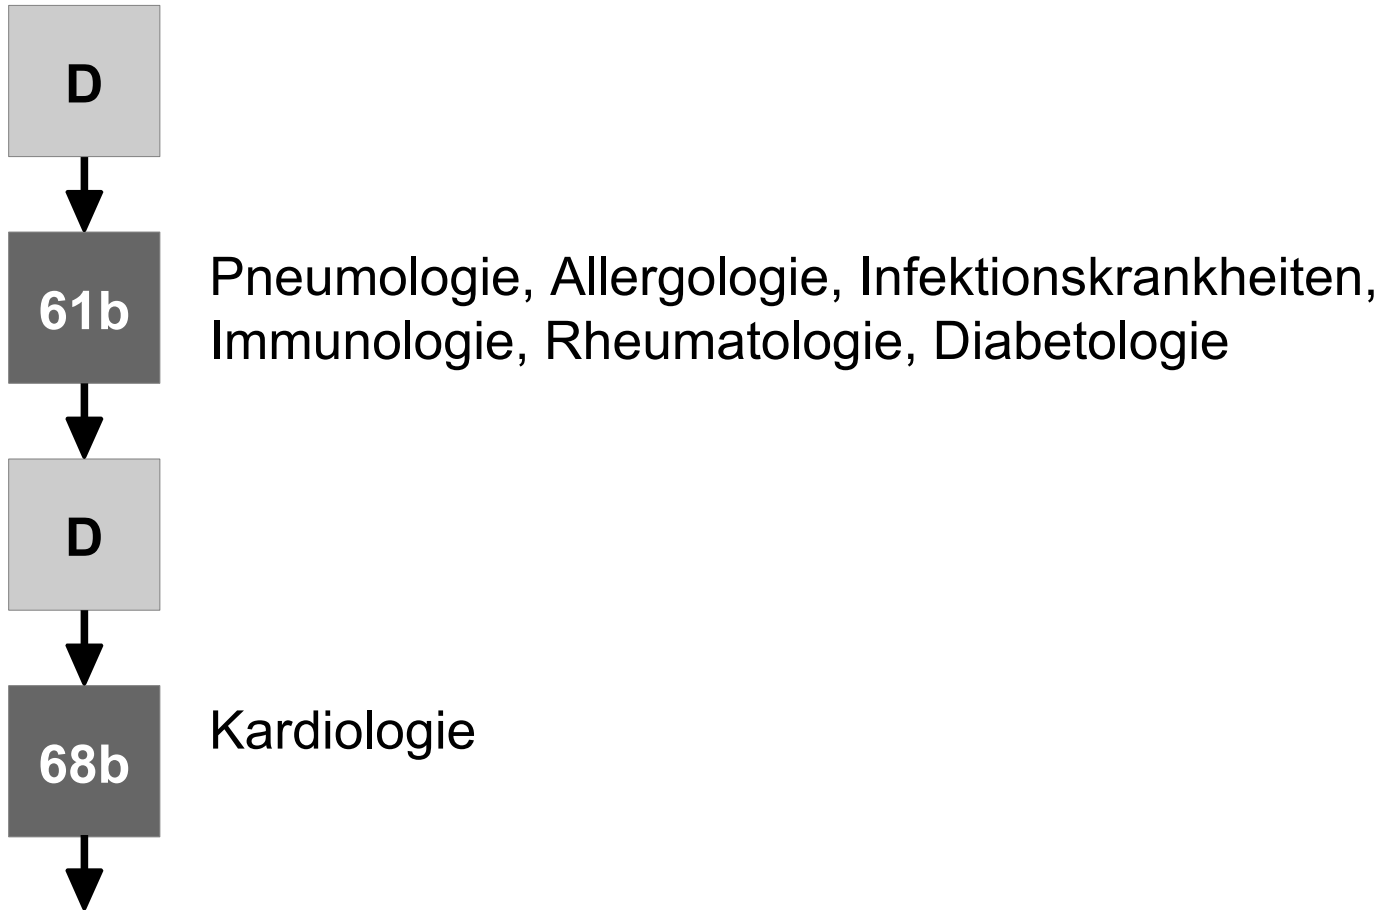 D
61b
Pneumologie, Allergologie, Infektionskrankheiten,
Immunologie, Rheumatologie, Diabetologie
D
68b
Kardiologie